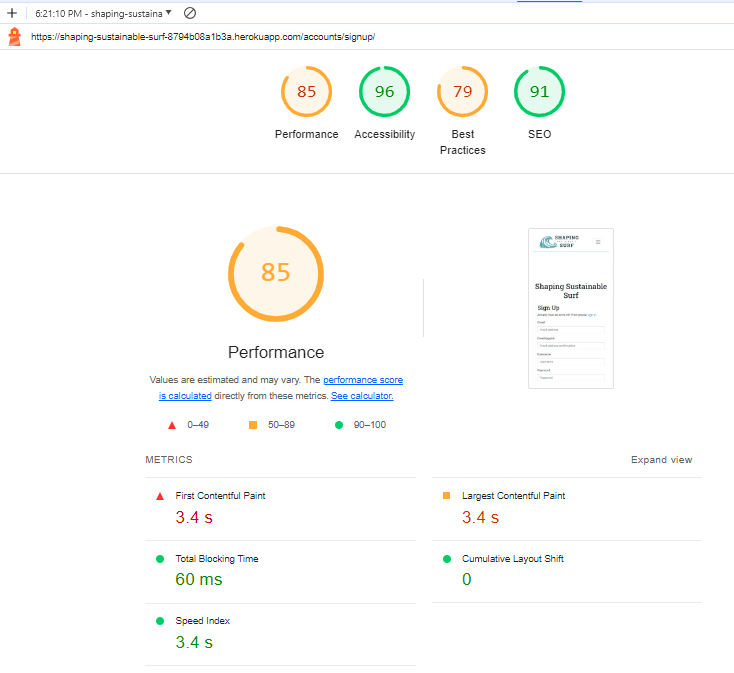 6:21:10 PM - shaping-sustaina
https://shaping-sustainable-surf-8794b08a1b3a.herokuapp.com/accounts/signup/
85 96 79 91
Performance Accessibility Best Practices SEO
85
Performance
Values are estimated and may vary. The performance score
is calculated directly from these metrics. See calculator.
0–49 50–89 90–100
SHAPING
SURF
Shaping Sustainable
Surf
Sign Up
METRICS Expand view
First Contentful Paint
3.4 s
Largest Contentful Paint
3.4 s
Total Blocking Time
60 ms
Cumulative Layout Shift
0
Speed Index
3.4 s